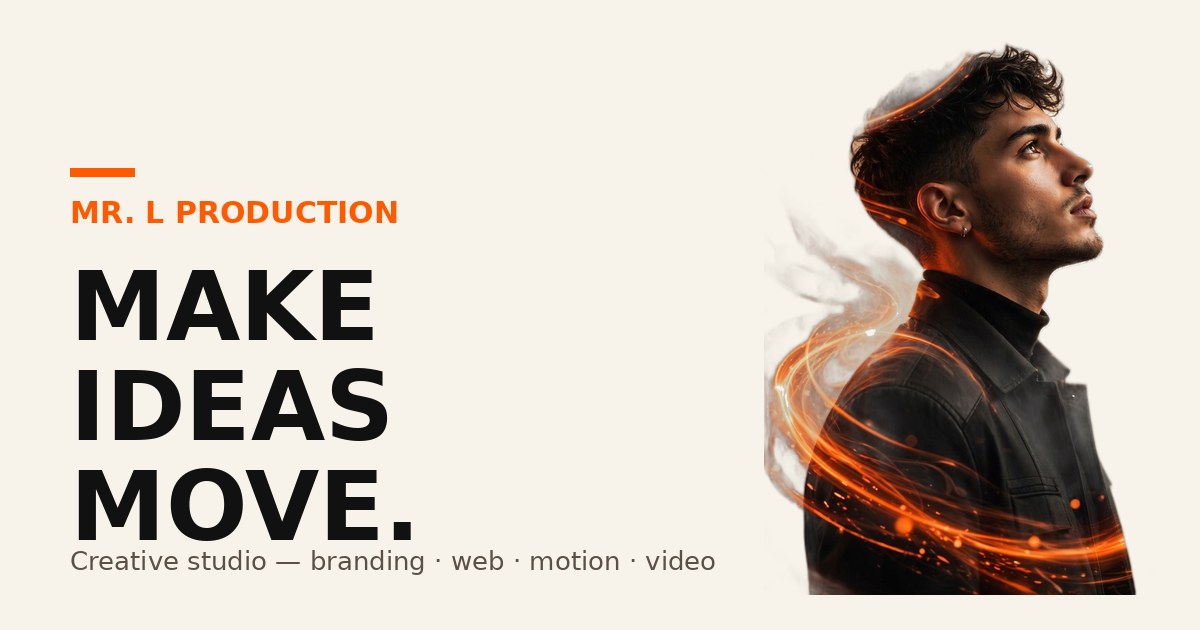 MR. L PRODUCTION
MAKE
IDEAS
MOVE.
Creative studio — branding · web · motion · video